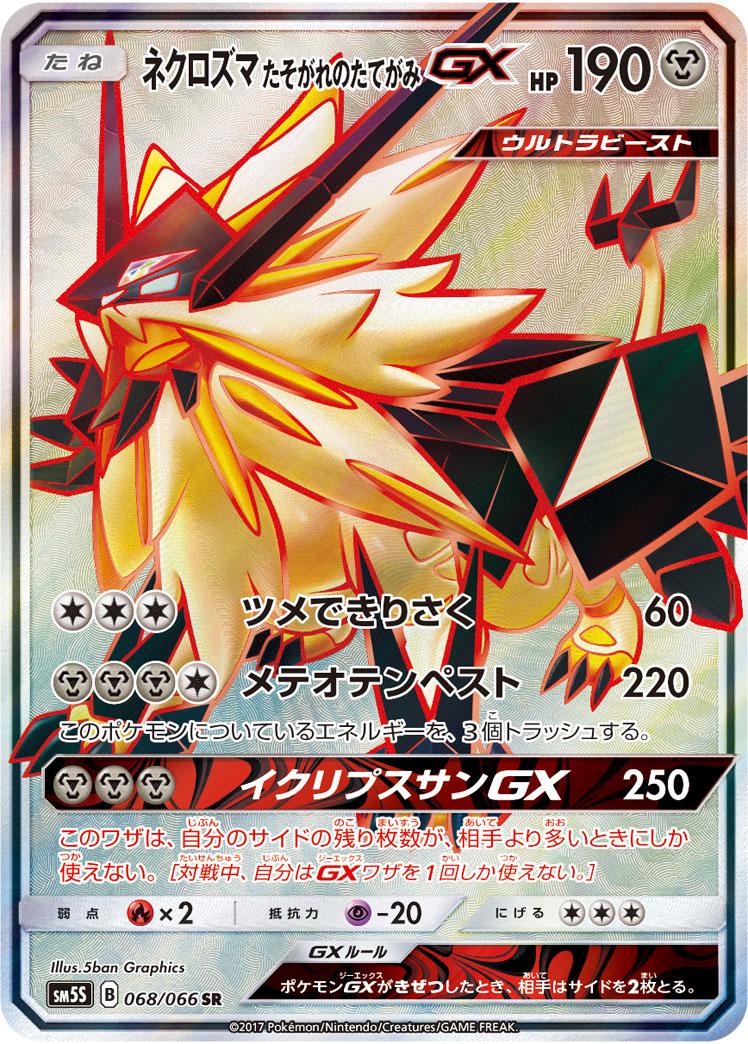 たね ネクロズマ たそがれのたてがみ GX HP 190
ウルトラビースト
ツメできりさく 60
メテオテンペスト 220
このポケモンについているエネルギーを、3個トラッシュする。
イクリプスサンGX 250
このワザは、自分のサイドの残り枚数が、相手より多いときにしか
使えない。[対戦中、自分はGXワザを1回しか使えない。]
弱点 ×2 抵抗力 -20 にげる
GXルール
ポケモンGXがきぜつしたとき、相手はサイドを2枚とる。
Illus.5ban Graphics
SM5S B 068/066 SR
©2017 Pokémon/Nintendo/Creatures/GAME FREAK.